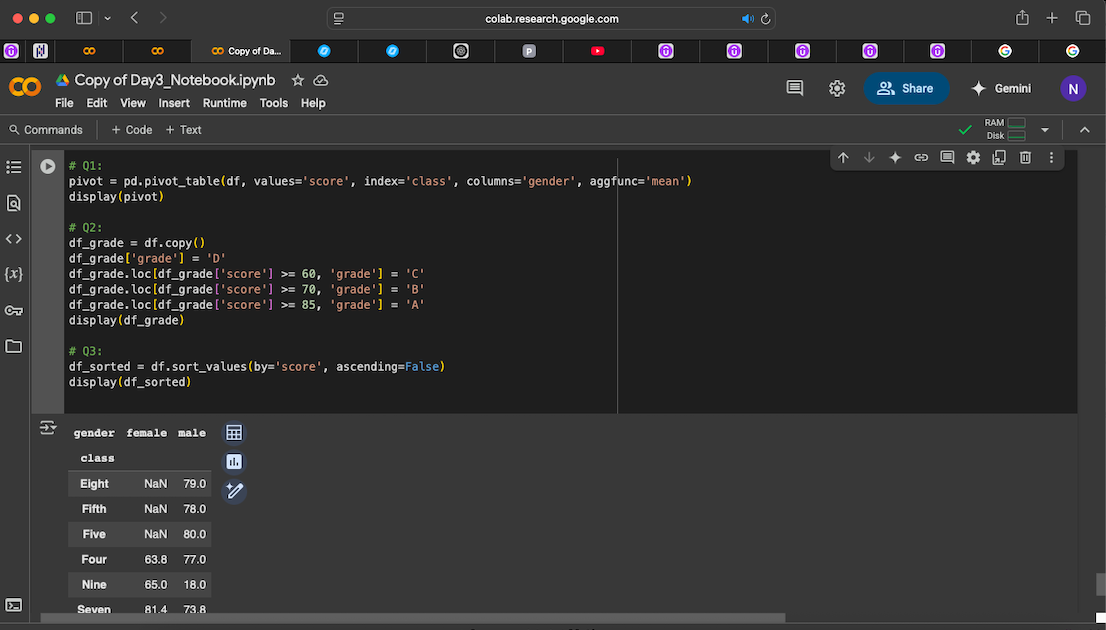 colab.research.google.com
Copy of Da...
Copy of Day3_Notebook.ipynb
File Edit View Insert Runtime Tools Help
Share
Gemini
N
Commands + Code + Text
RAM
Disk
# Q1:
pivot = pd.pivot_table(df, values='score', index='class', columns='gender', aggfunc='mean')
display(pivot)
# Q2:
df_grade = df.copy()
df_grade['grade'] = 'D'
df_grade.loc[df_grade['score'] >= 60, 'grade'] = 'C'
df_grade.loc[df_grade['score'] >= 70, 'grade'] = 'B'
df_grade.loc[df_grade['score'] >= 85, 'grade'] = 'A'
display(df_grade)
# Q3:
df_sorted = df.sort_values(by='score', ascending=False)
display(df_sorted)
gender female male
class
Eight NaN 79.0
Fifth NaN 78.0
Five NaN 80.0
Four 63.8 77.0
Nine 65.0 18.0
Seven 81.4 73.8